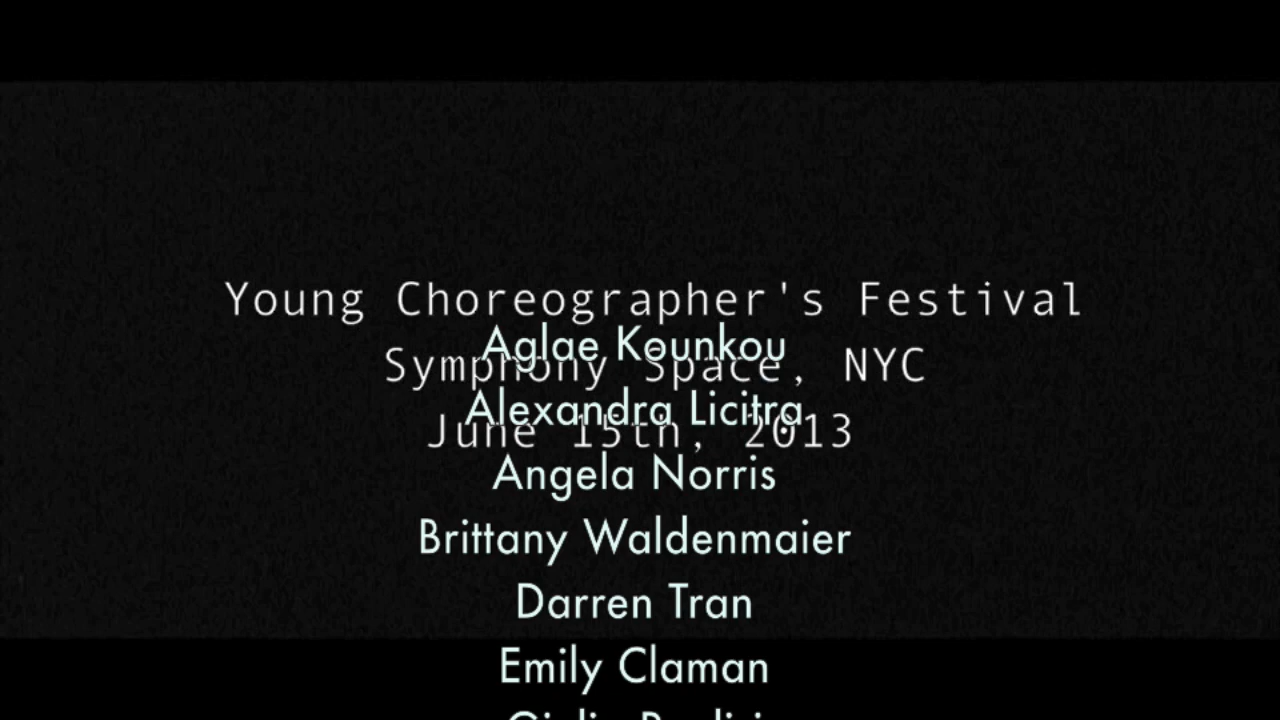 Young Choreographer's Festival
Aglae Kounkou
Symphony Space, NYC
Alexandra Licitra
June 15th, 2013
Angela Norris
Brittany Waldenmaier
Darren Tran
Emily Claman